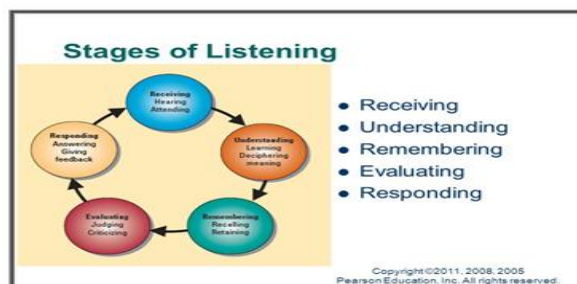 Stages of Listening
Receiving
Hearing
Attending
Understanding
Learning
Deciphering
meaning
Remembering
Recalling
Retaining
Evaluating
Judging
Criticizing
Responding
Answering
Giving
feedback
Receiving
Understanding
Remembering
Evaluating
Responding
Copyright ©2011, 2008, 2005
Pearson Education, Inc. All rights reserved.